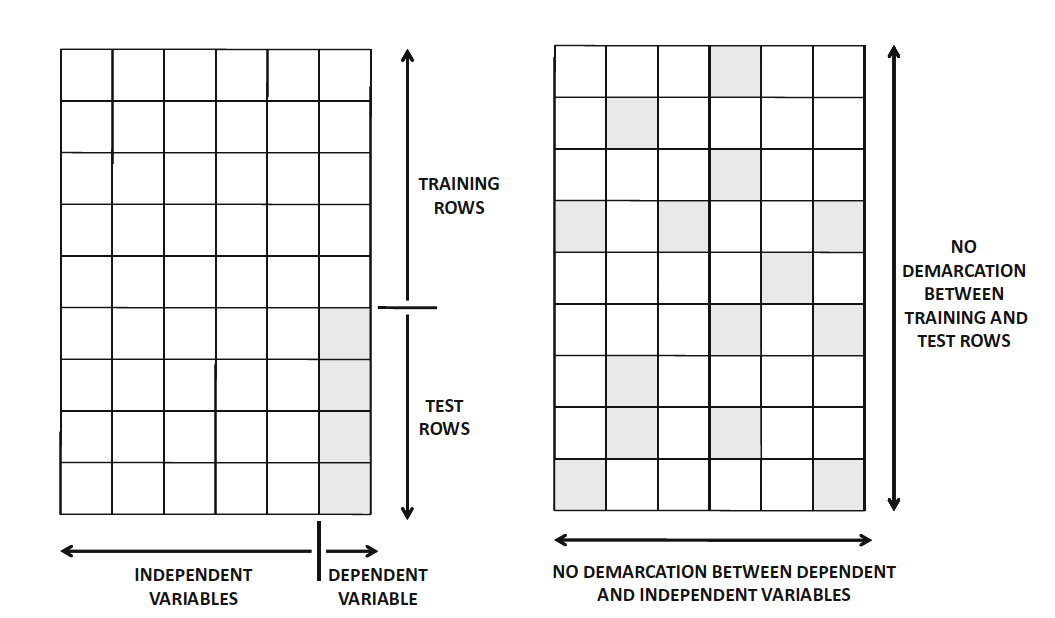 TRAINING
ROWS
TEST
ROWS
INDEPENDENT
VARIABLES
DEPENDENT
VARIABLE
NO
DEMARCATION
BETWEEN
TRAINING AND
TEST ROWS
NO DEMARCATION BETWEEN DEPENDENT
AND INDEPENDENT VARIABLES